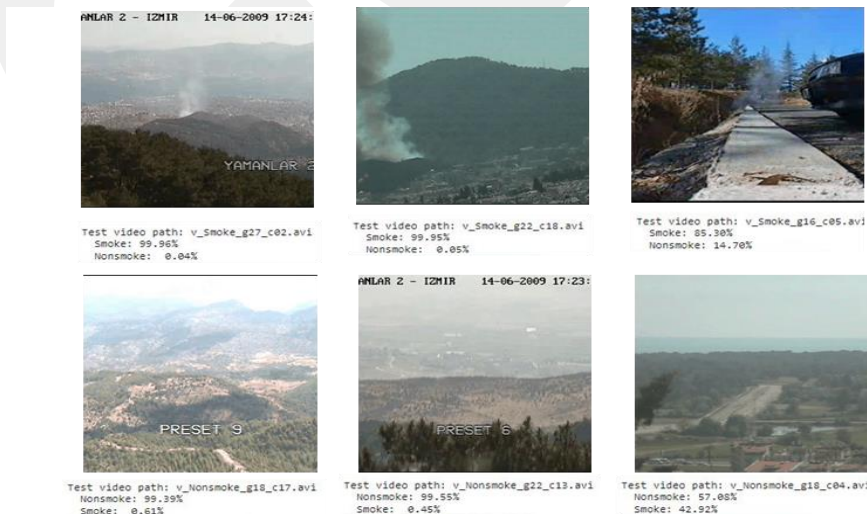 ANLAR 2 - IZMIR 14-06-2009 17:24:
YAMANLAR 2
Test video path: v_Smoke_g27_c02.avi
Smoke: 99.96%
Nonsmoke: 0.04%
Test video path: v_Smoke_g22_c18.avi
Smoke: 99.95%
Nonsmoke: 0.05%
Test video path: v_Smoke_g16_c05.avi
Smoke: 85.30%
Nonsmoke: 14.70%
PRESET 9
Test video path: v_Nonsmoke_g18_c17.avi
Nonsmoke: 99.39%
Smoke: 0.61%
ANLAR 2 - IZMIR 14-06-2009 17:23:
PRESET 6
Test video path: v_Nonsmoke_g22_c13.avi
Nonsmoke: 99.55%
Smoke: 0.45%
Test video path: v_Nonsmoke_g18_c04.avi
Nonsmoke: 57.08%
Smoke: 42.92%